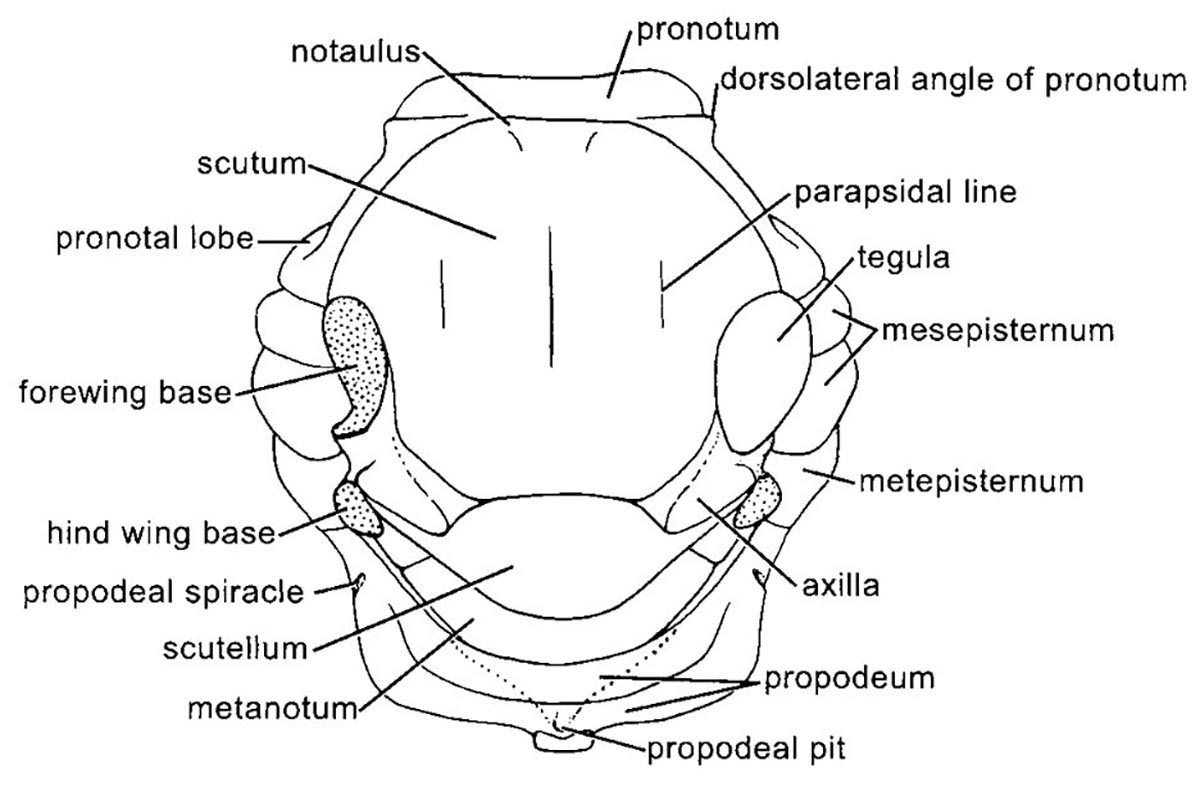 pronotum
notaulus
dorsolateral angle of pronotum
scutum
parapsidal line
pronotal lobe
tegula
mesepisternum
forewing base
metepisternum
hind wing base
axilla
propodeal spiracle
scutellum
propodeum
metanotum
propodeal pit